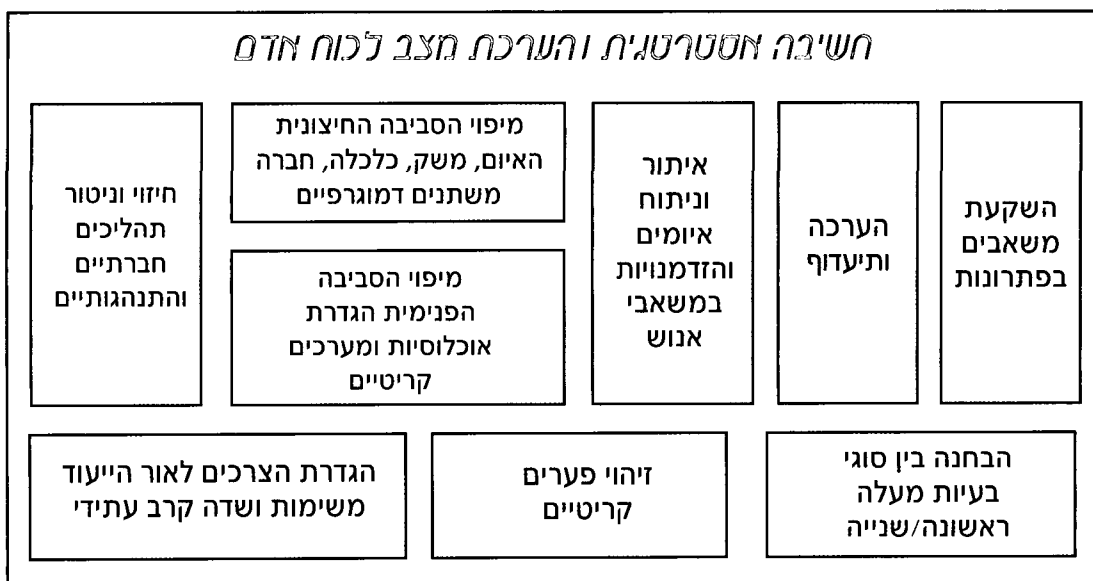 חשיבה אסטרטגית והערכת מצב לכוח אדם
השקעת
משאבים
בפתרונות
הערכה
ותיעדוף
איתור
וניתוח
איומים
והזדמנויות
במשאבי
אנוש
מיפוי הסביבה החיצונית
האיום, משק, כלכלה, חברה
משתנים דמוגרפיים
מיפוי הסביבה
הפנימית הגדרת
אוכלוסיות ומערכים
קריטיים
חיזוי וניטור
תהליכים
חברתיים
והתנהגותיים
הבחנה בין סוגי
בעיות מעלה
ראשונה/שנייה
זיהוי פערים
קריטיים
הגדרת הצרכים לאור הייעוד
משימות ושדה קרב עתידי